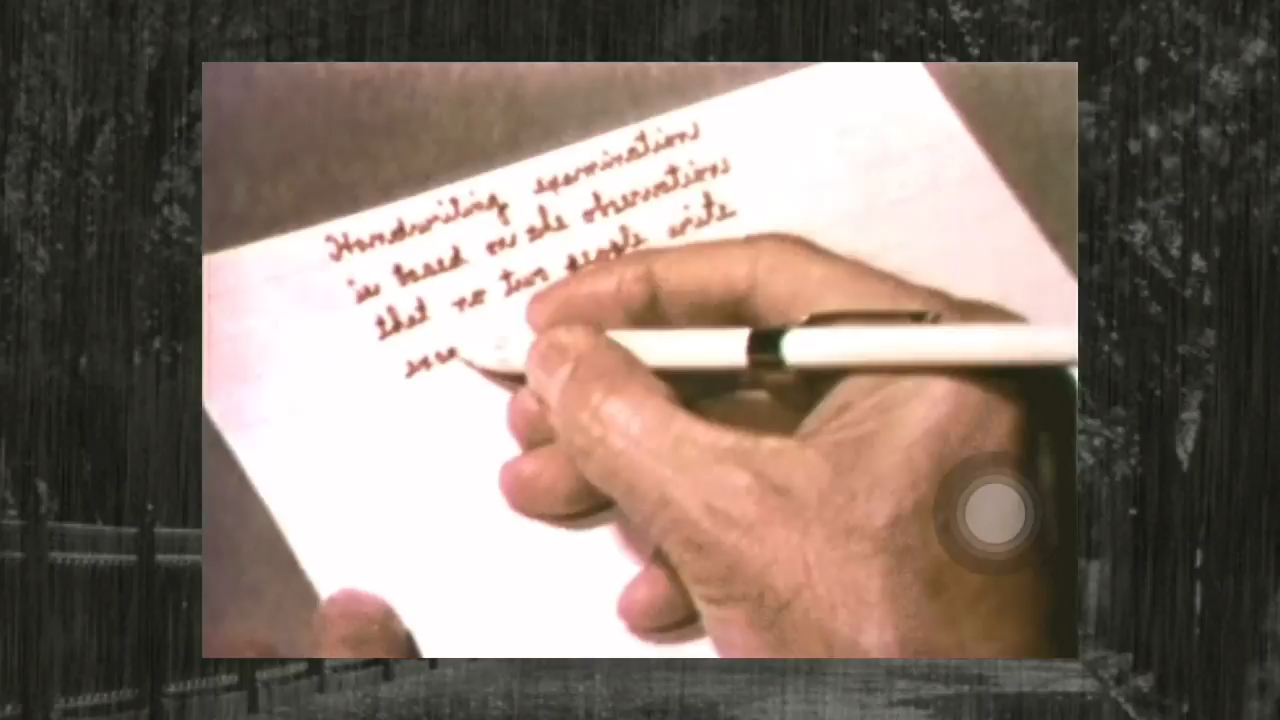 Handwriting examination
is based on the observation
that no two people write